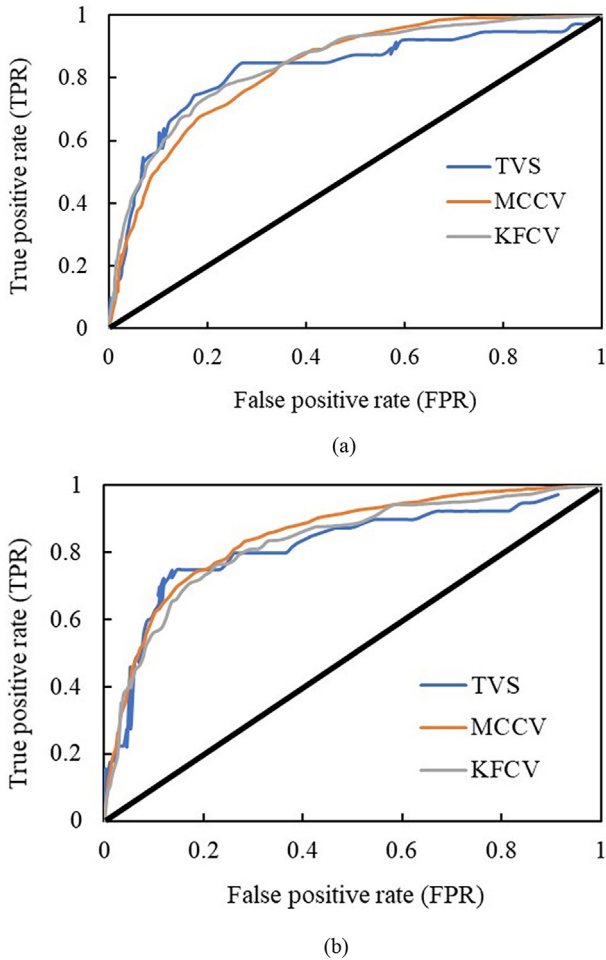 True positive rate (TPR)
1
0.8
0.6
0.4
0.2
0
0
0.2
0.4
0.6
0.8
1
TVS
MCCV
KFCV
False positive rate (FPR)
(a)
True positive rate (TPR)
1
0.8
0.6
0.4
0.2
0
0
0.2
0.4
0.6
0.8
1
TVS
MCCV
KFCV
False positive rate (FPR)
(b)